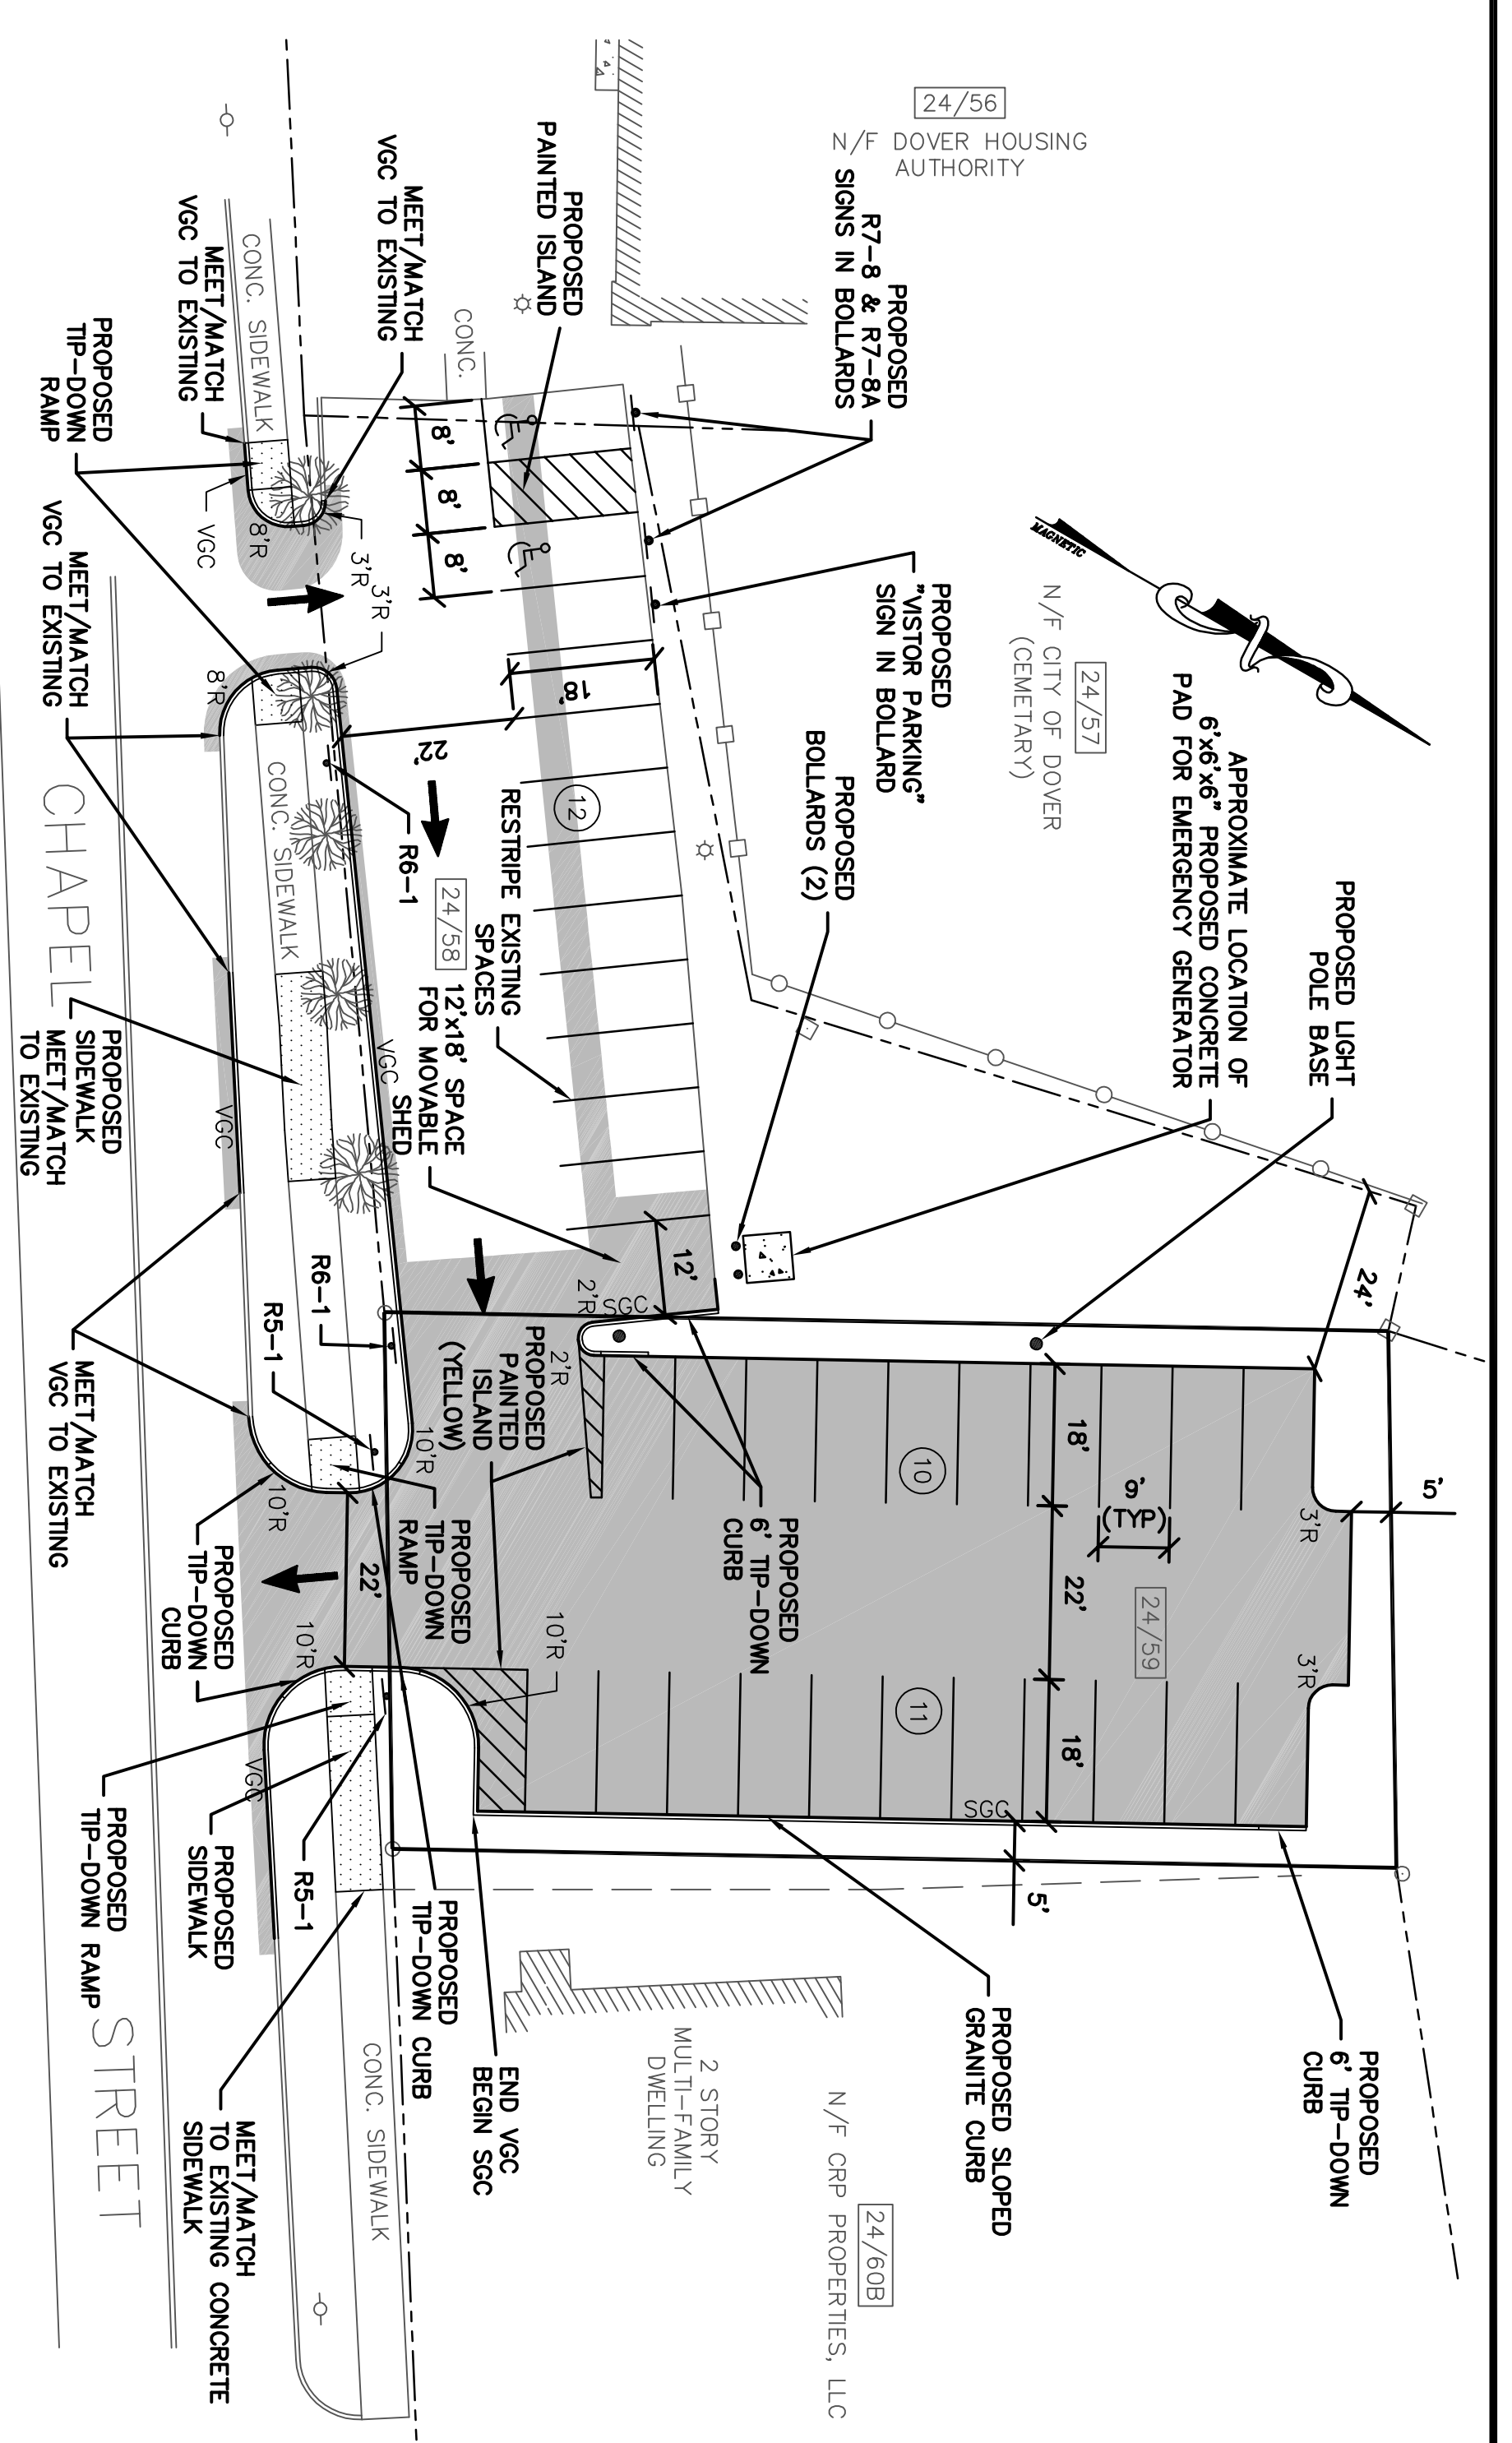 24/56
N/F DOVER HOUSING
AUTHORITY
PROPOSED
R7-8 & R7-8A
SIGNS IN BOLLARDS
PROPOSED
PAINTED ISLAND
MEET/MATCH
VGC TO EXISTING
MEET/MATCH
VGC TO EXISTING
PROPOSED
TIP-DOWN
RAMP
CONC. SIDEWALK
CONC.
8'
8'
8'
VGC
8'R
3'R
3'R
8'R
MAGNETIC
24/57
N/F CITY OF DOVER
(CEMETARY)
PROPOSED
"VISTOR PARKING"
SIGN IN BOLLARD
MEET/MATCH
VGC TO EXISTING
18'
22'
12
R6-1
CONC. SIDEWALK
24/58
RESTRIPE EXISTING
SPACES
PROPOSED
BOLLARDS (2)
APPROXIMATE LOCATION OF
6'x6'x6" PROPOSED CONCRETE
PAD FOR EMERGENCY GENERATOR
PROPOSED LIGHT
POLE BASE
12'x18' SPACE
FOR MOVABLE
SHED
VGC
VGC
PROPOSED
SIDEWALK
MEET/MATCH
TO EXISTING
CHAPEL STREET
24'
12'
SGC
2'R
2'R
R6-1
R5-1
PROPOSED
PAINTED
ISLAND
(YELLOW)
MEET/MATCH
VGC TO EXISTING
10'R
10'R
10
18'
9'
(TYP)
5'
3'R
PROPOSED
6' TIP-DOWN
CURB
PROPOSED
TIP-DOWN
RAMP
22'
22'
24/59
10'R
10'R
3'R
PROPOSED
TIP-DOWN
CURB
11
18'
SGC
VGC
5'
R5-1
PROPOSED
SIDEWALK
PROPOSED
TIP-DOWN RAMP
PROPOSED
TIP-DOWN CURB
END VGC
BEGIN SGC
PROPOSED SLOPED
GRANITE CURB
PROPOSED
6' TIP-DOWN
CURB
2 STORY
MULTI-FAMILY
DWELLING
N/F CRP PROPERTIES, LLC
24/60B
CONC. SIDEWALK
MEET/MATCH
TO EXISTING CONCRETE
SIDEWALK